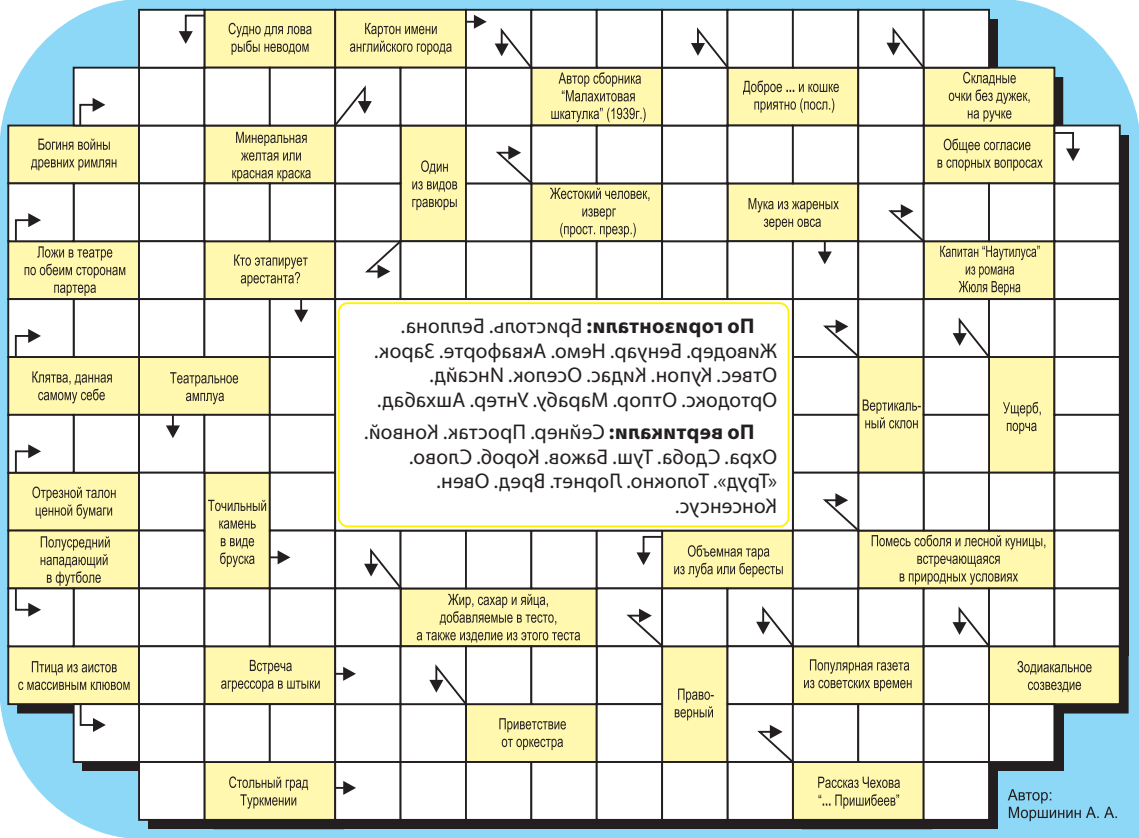 Судно для лова
рыбы неводом
Картон имени
английского города
Автор сборника
“Малахитовая
шкатулка” (1939г.)
Доброе ... и кошке
приятно (посл.)
Складные
очки без дужек,
на ручке
Богиня войны
древних римлян
Минеральная
желтая или
красная краска
Один
из видов
гравюры
Общее согласие
в спорных вопросах
Жестокий человек,
изверг
(прост. презр.)
Мука из жареных
зерен овса
Ложи в театре
по обеим сторонам
партера
Кто этапирует
арестанта?
Капитан “Наутилуса”
из романа
Жюля Верна
По горизонтали: Бристоль. Беллона.
Живодер. Бенуар. Немо. Аквафорте. Зарок.
Отвес. Купон. Кидас. Оселок. Инсайд.
Ортодокс. Отпор. Марабу. Унтер. Ашхабад.
По вертикали: Сейнер. Простак. Конвой.
Охра. Сдоба. Туш. Бажов. Короб. Слово.
«Труд». Толокно. Лорнет. Вред. Овен.
Консенсус.
Клятва, данная
самому себе
Театральное
амплуа
Вертикаль-
ный склон
Ущерб,
порча
Отрезной талон
ценной бумаги
Точильный
камень
в виде
бруска
Полусредний
нападающий
в футболе
Объемная тара
из луба или бересты
Помесь соболя и лесной куницы,
встречающаяся
в природных условиях
Жир, сахар и яйца,
добавляемые в тесто,
а также изделие из этого теста
Птица из аистов
с массивным клювом
Встреча
агрессора в штыки
Право-
верный
Популярная газета
из советских времен
Зодиакальное
созвездие
Приветствие
от оркестра
Стольный град
Туркмении
Рассказ Чехова
“... Пришибеев”
Автор:
Моршинин А. А.